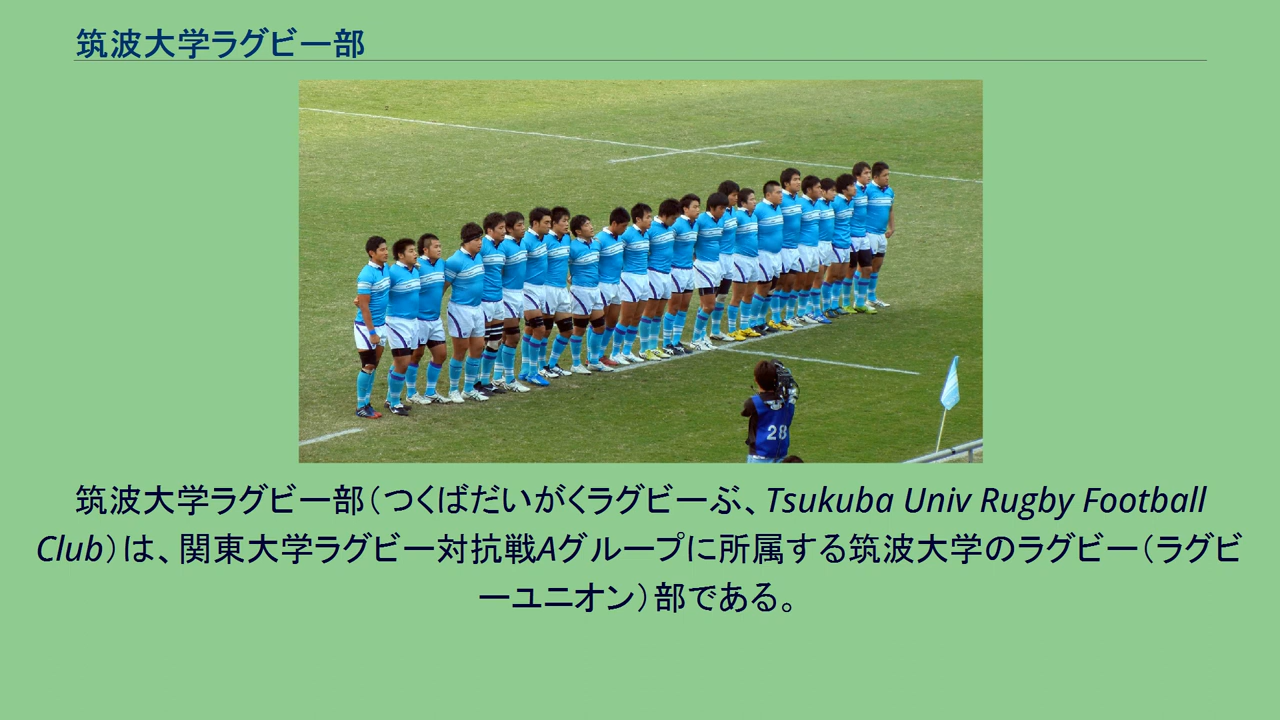 筑波大学ラグビー部
28
筑波大学ラグビー部（つくばだいがくラグビーぶ、Tsukuba Univ Rugby Football
Club）は、関東大学ラグビー対抗戦Aグループに所属する筑波大学のラグビー（ラグビ
ーユニオン）部である。